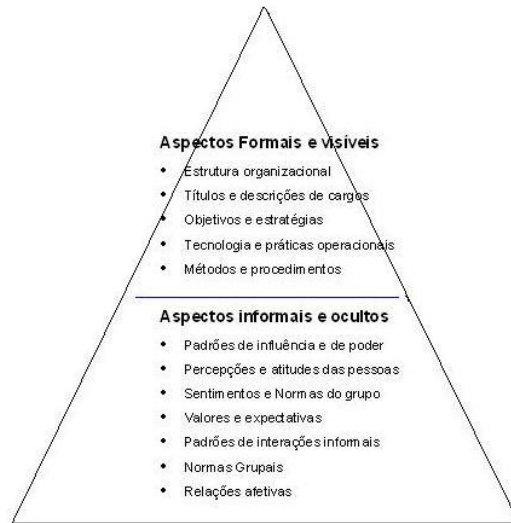 Aspectos Formais e visíveis
• Estrutura organizacional
• Títulos e descrições de cargos
• Objetivos e estratégias
• Tecnologia e práticas operacionais
• Métodos e procedimentos
Aspectos informais e ocultos
• Padrões de influência e de poder
• Percepções e atitudes das pessoas
• Sentimentos e Normas do grupo
• Valores e expectativas
• Padrões de interações informais
• Normas Grupais
• Relações afetivas